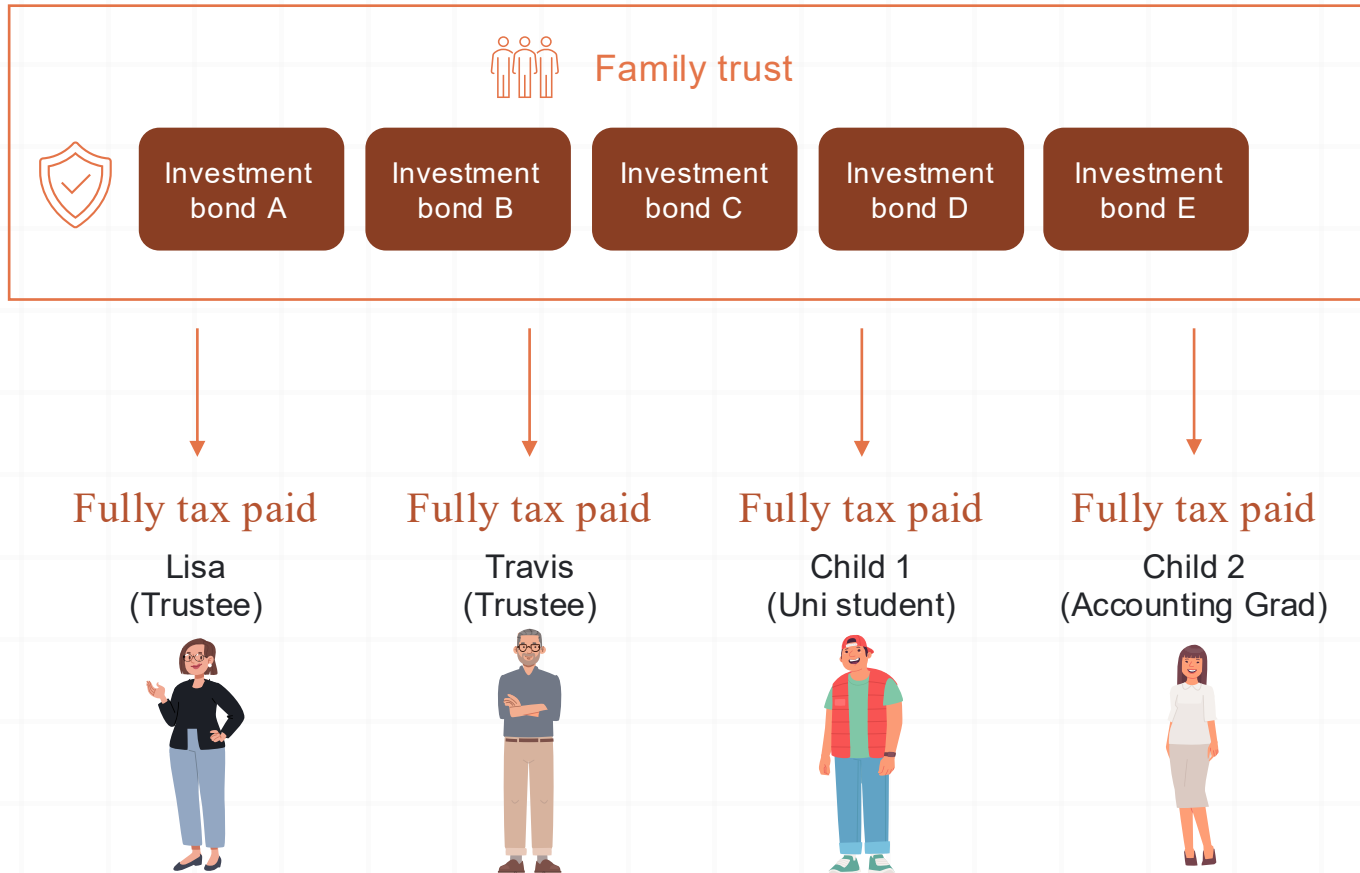 Family trust
Investment
bond A
Investment
bond B
Investment
bond C
Investment
bond D
Investment
bond E
Fully tax paid
Lisa
(Trustee)
Fully tax paid
Travis
(Trustee)
Fully tax paid
Child 1
(Uni student)
Fully tax paid
Child 2
(Accounting Grad)